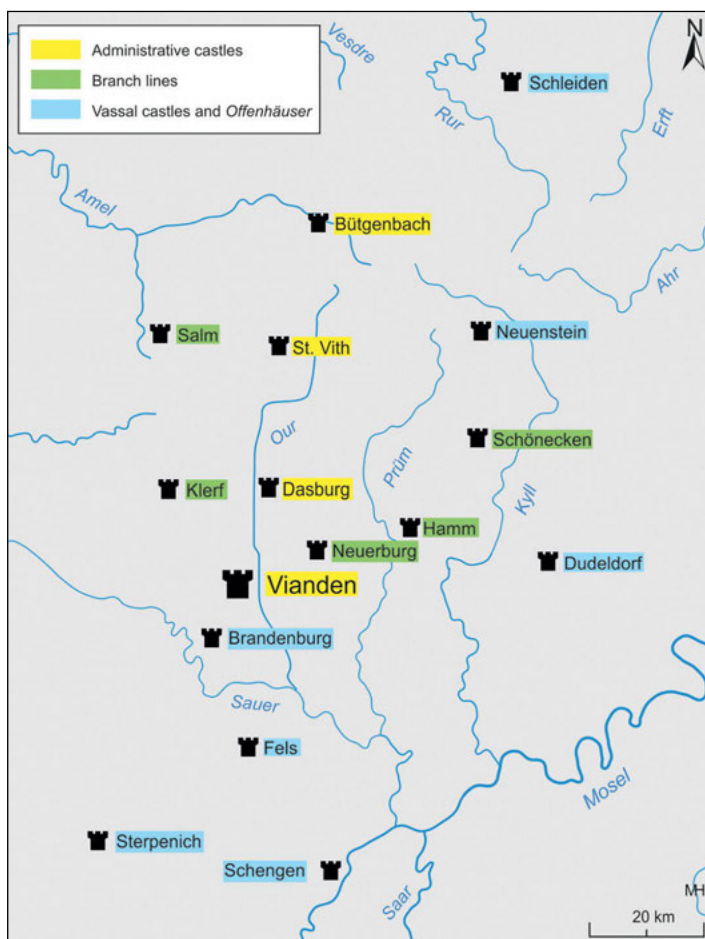 Administrative castles
Branch lines
Vassal castles and Offenhäuser
Vesdre
N
Schleiden
Rur
Erft
Amel
Bütgenbach
Ahr
Salm
St. Vith
Neuenstein
Our
Schönecken
Prüm
Klerf
Dasburg
Kyll
Hamm
Neuerburg
Dudeldorf
Vianden
Brandenburg
Sauer
Fels
Mosel
Sterpenich
Schengen
Saar
MH
20 km